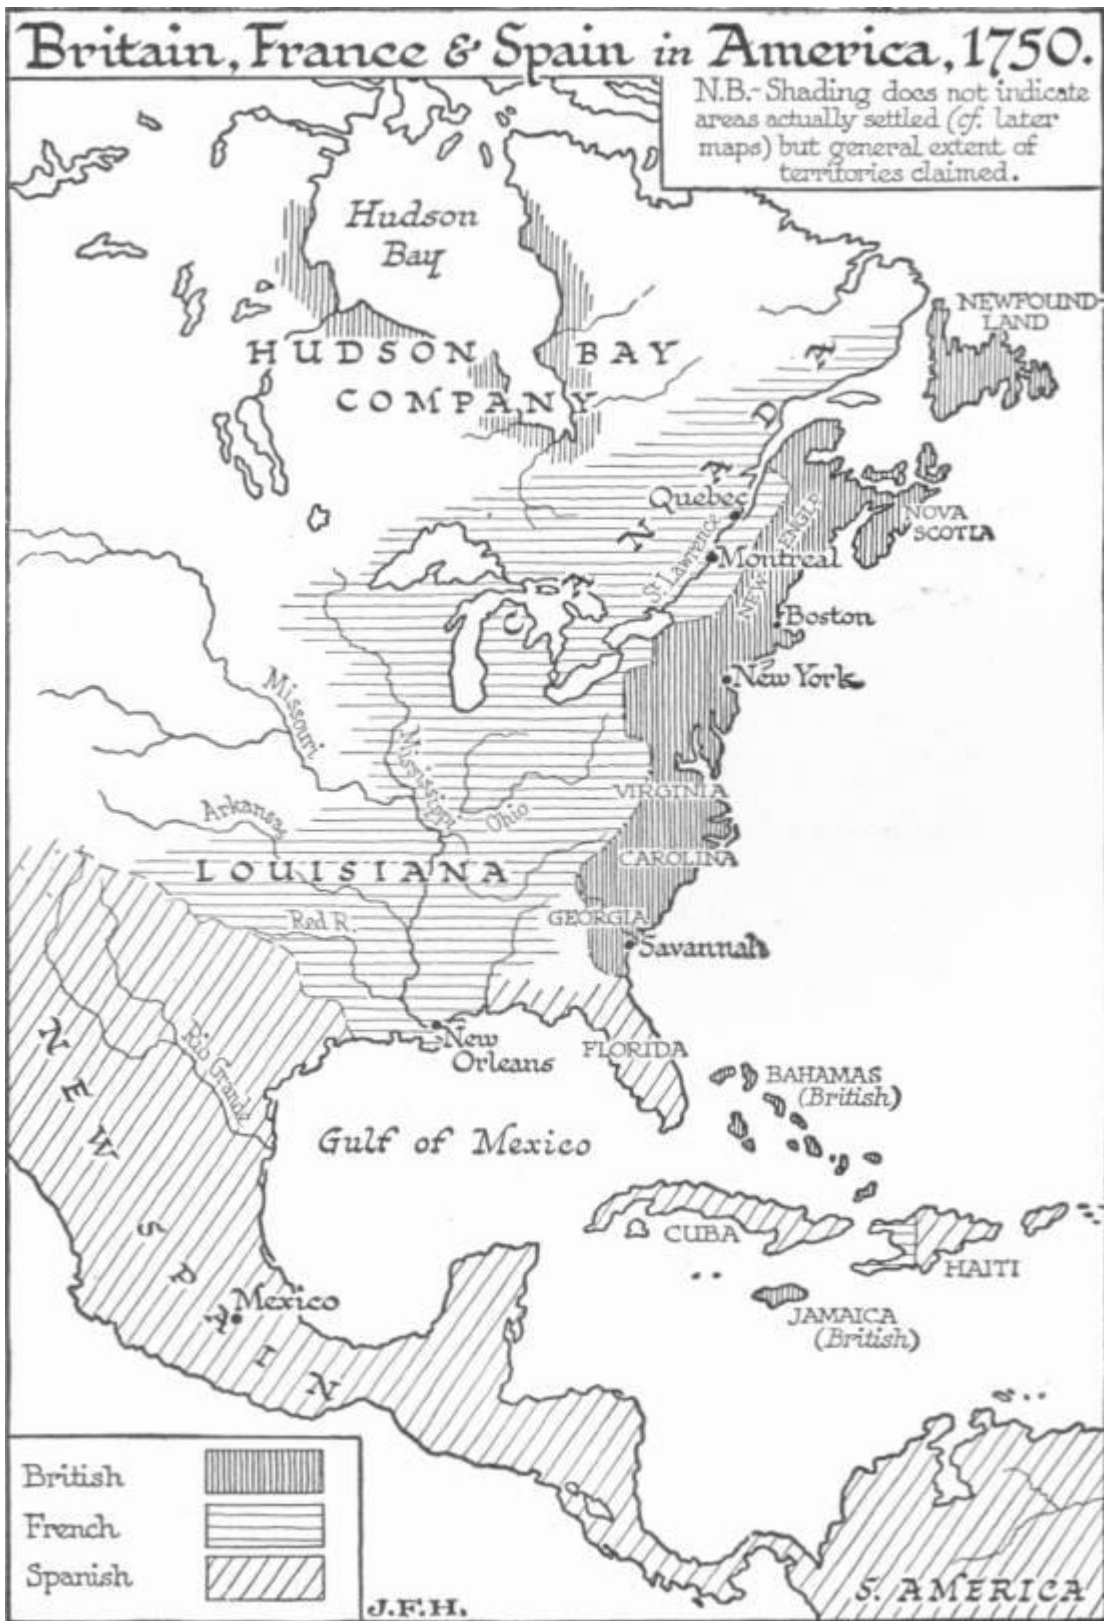 Britain, France & Spain in America, 1750.
N.B.- Shading does not indicate
areas actually settled (cf. later
maps) but general extent of
territories claimed.
Hudson
Bay
NEWFOUND-
LAND
HUDSON BAY
COMPANY
CANADA
Quebec
NOVA
SCOTIA
St. Lawrence
Montreal
NEW ENGLD
Boston
New York
Missouri
Mississippi
Ohio
VIRGINIA
Arkansas
CAROLINA
LOUISIANA
GEORGIA
Red R.
Savannah
New
Orleans
FLORIDA
Rio Grande
BAHAMAS
(British)
Gulf of Mexico
NEW SPAIN
CUBA
HAITI
Mexico
JAMAICA
(British)
British
French
Spanish
J.F.H.
S. AMERICA